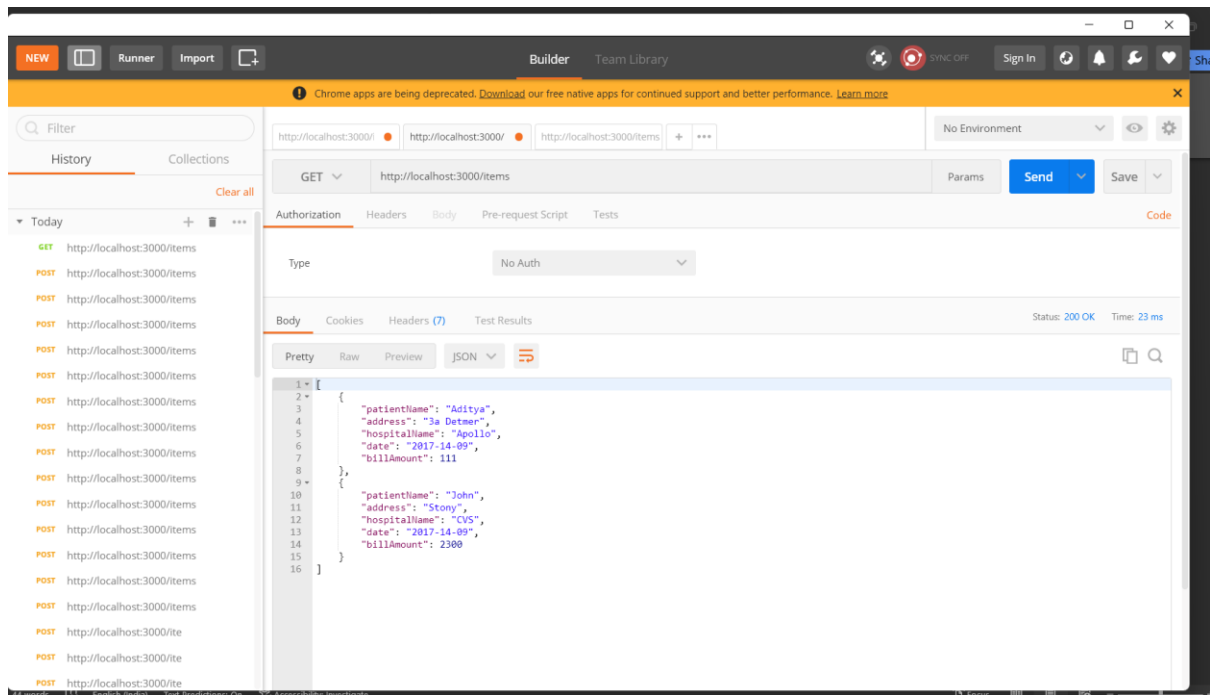 NEW Runner Import Builder Team Library SYNC OFF Sign In
Sh
Chrome apps are being deprecated. Download our free native apps for continued support and better performance. Learn more
Filter
History Collections
Clear all
Today
GET http://localhost:3000/items
POST http://localhost:3000/items
POST http://localhost:3000/items
POST http://localhost:3000/items
POST http://localhost:3000/items
POST http://localhost:3000/items
POST http://localhost:3000/items
POST http://localhost:3000/items
POST http://localhost:3000/items
POST http://localhost:3000/items
POST http://localhost:3000/items
POST http://localhost:3000/items
POST http://localhost:3000/items
POST http://localhost:3000/items
POST http://localhost:3000/items
POST http://localhost:3000/ite
POST http://localhost:3000/ite
POST http://localhost:3000/ite
http://localhost:3000/i http://localhost:3000/ http://localhost:3000/items + ••• No Environment
GET http://localhost:3000/items Params Send Save
Authorization Headers Body Pre-request Script Tests Code
Type No Auth
Body Cookies Headers (7) Test Results Status: 200 OK Time: 23 ms
Pretty Raw Preview JSON
1 [
2 {
3 "patientName": "Aditya",
4 "address": "3a Detmer",
5 "hospitalName": "Apollo",
6 "date": "2017-14-09",
7 "billAmount": 111
8 },
9 {
10 "patientName": "John",
11 "address": "Stony",
12 "hospitalName": "CVS",
13 "date": "2017-14-09",
14 "billAmount": 2300
15 }
16 ]
44 words English (India) Text Predictions: On Accessibility: Investigate Focus